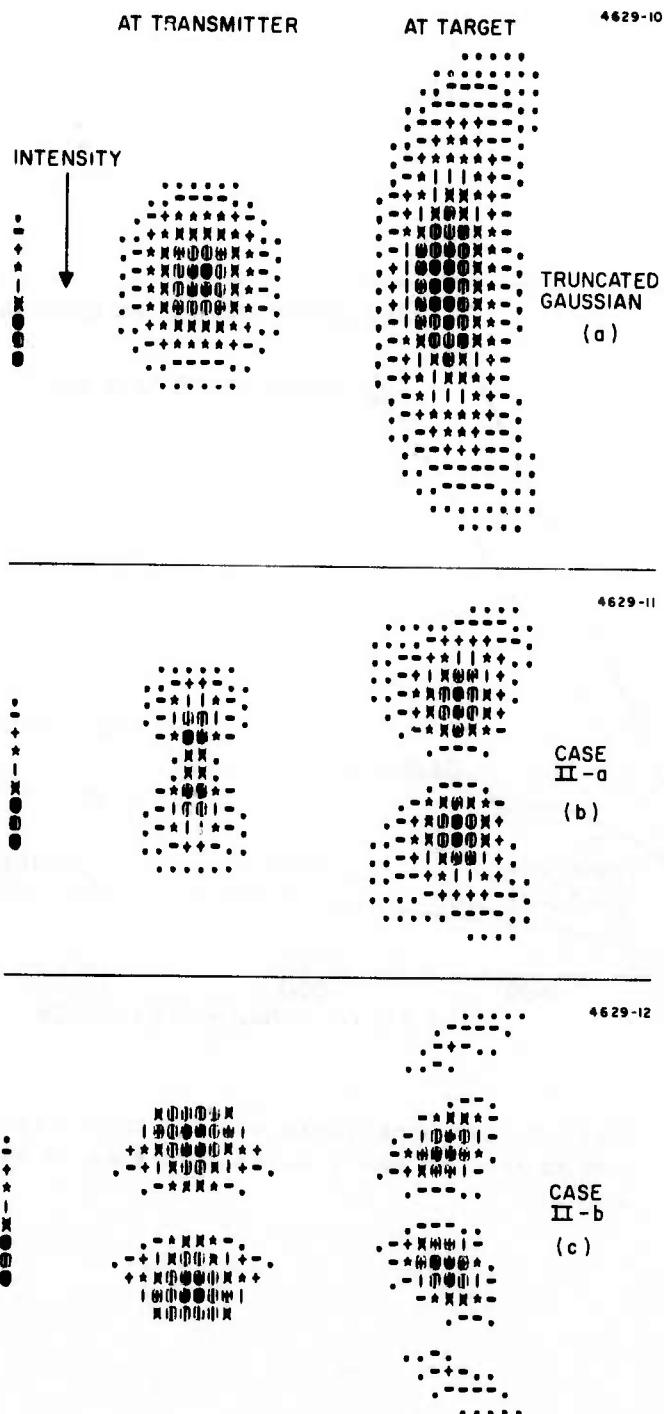 AT TRANSMITTER AT TARGET 4629-10
INTENSITY
TRUNCATED
GAUSSIAN
(a)
4629-11
CASE
II-a
(b)
4629-12
CASE
II-b
(c)